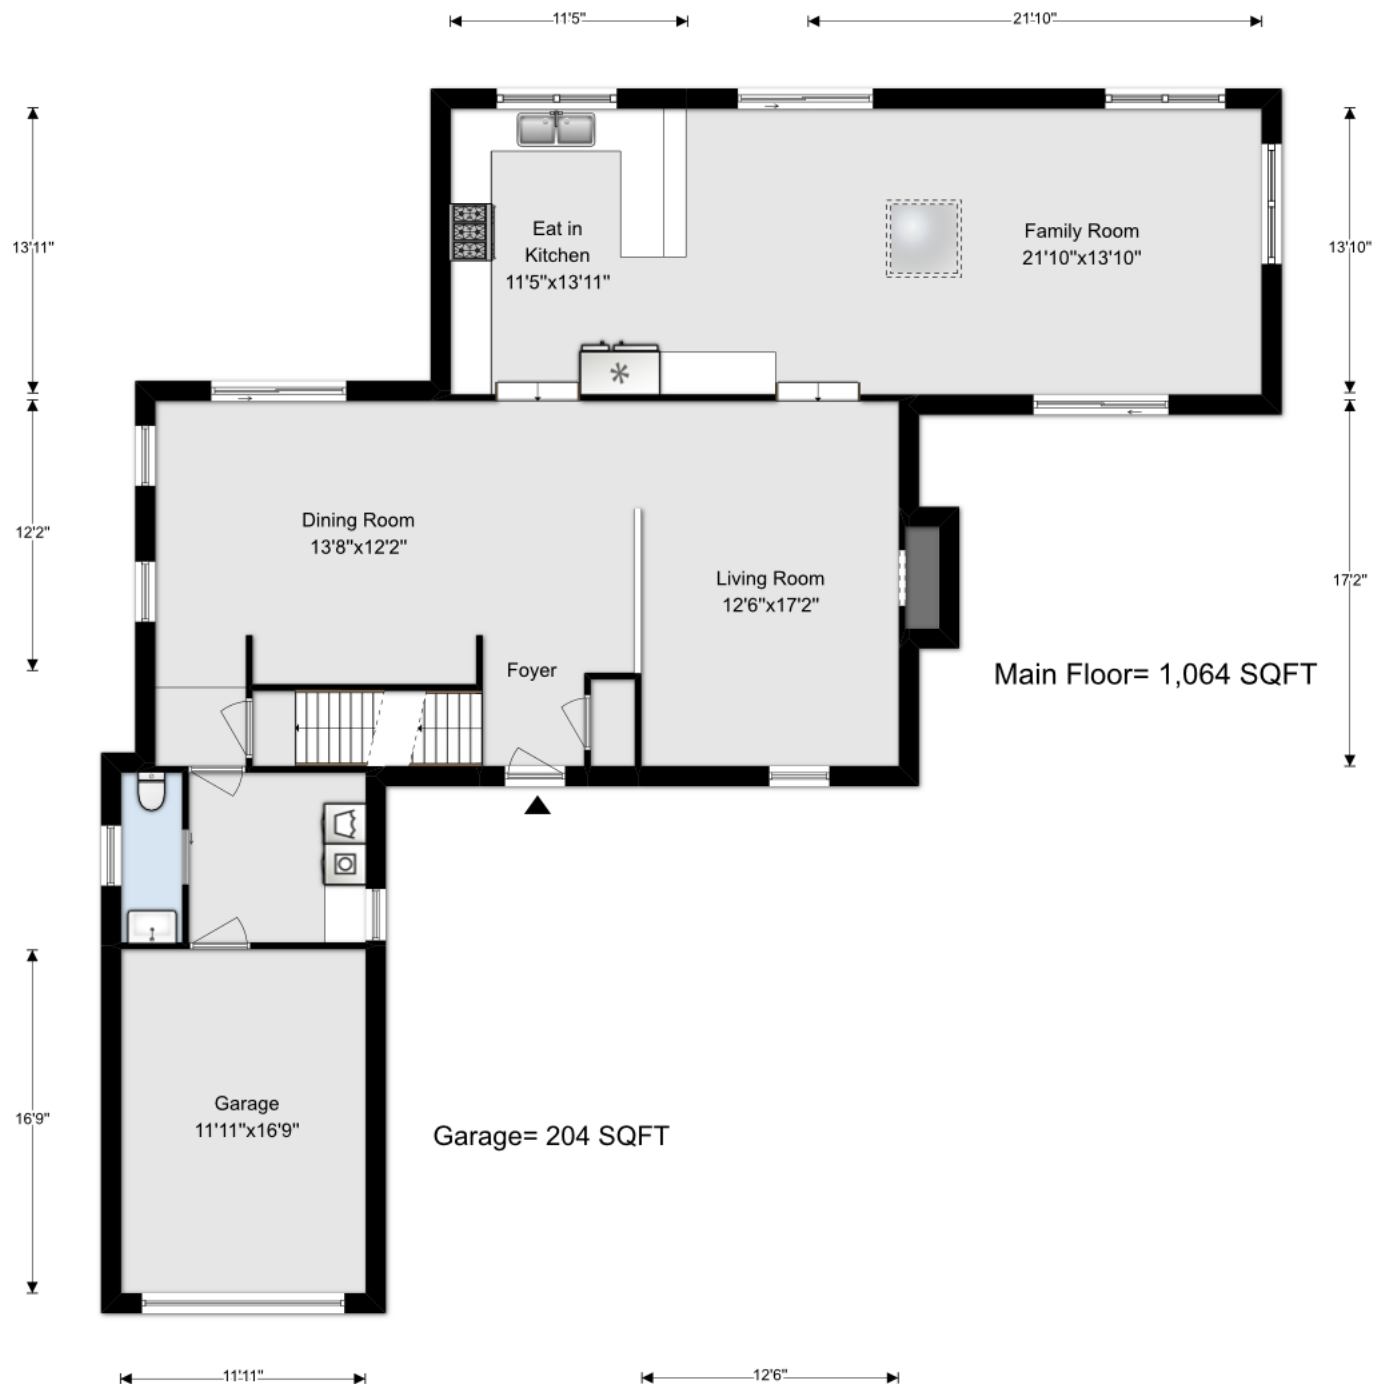 11'5"
21'10"
13'11"
Eat in
Kitchen
11'5"x13'11"
Family Room
21'10"x13'10"
13'10"
12'2"
Dining Room
13'8"x12'2"
Living Room
12'6"x17'2"
17'2"
Foyer
Main Floor= 1,064 SQFT
16'9"
Garage
11'11"x16'9"
Garage= 204 SQFT
11'11"
12'6"